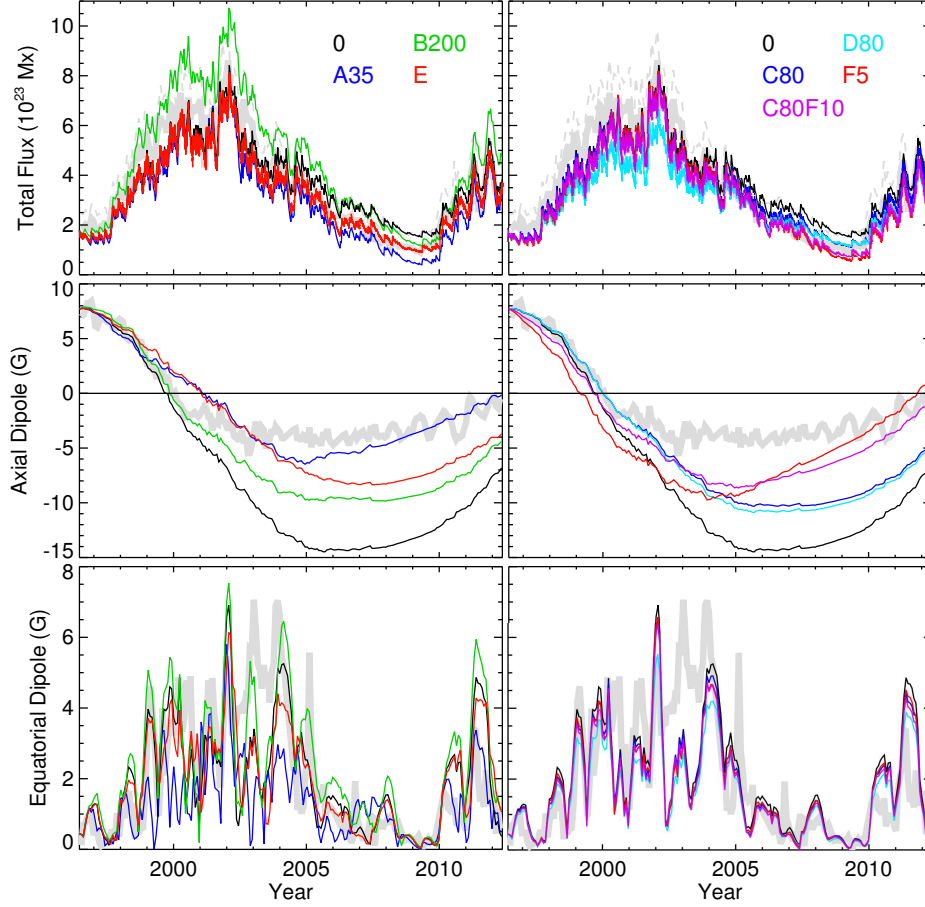 Total Flux (10²³ Mx)
10
8
6
4
2
0
0 B200
A35 E
0 D80
C80 F5
C80F10
Axial Dipole (G)
10
5
0
-5
-10
-15
Equatorial Dipole (G)
8
6
4
2
0
2000 2005 2010
2000 2005 2010
Year
Year